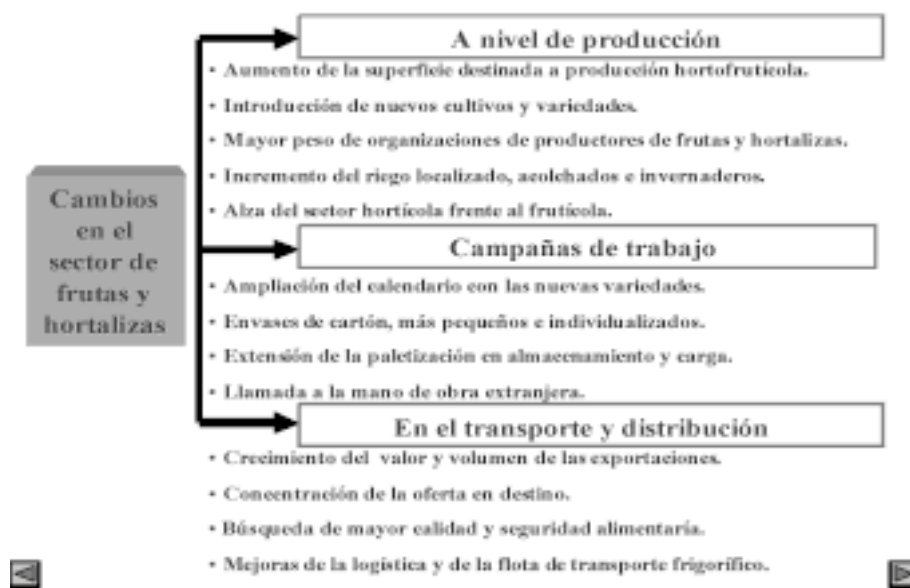 A nivel de producción
• Aumento de la superficie destinada a producción hortofrutícola.
• Introducción de nuevos cultivos y variedades.
• Mayor peso de organizaciones de productores de frutas y hortalizas.
• Incremento del riego localizado, acolchados e invernaderos.
• Alza del sector hortícola frente al frutícola.
Cambios
en el
sector de
frutas y
hortalizas
Campañas de trabajo
• Ampliación del calendario con las nuevas variedades.
• Envases de cartón, más pequeños e individualizados.
• Extensión de la paletización en almacenamiento y carga.
• Llamada a la mano de obra extranjera.
En el transporte y distribución
• Crecimiento del valor y volumen de las exportaciones.
• Concentración de la oferta en destino.
• Búsqueda de mayor calidad y seguridad alimentaría.
• Mejoras de la logística y de la flota de transporte frigorífico.